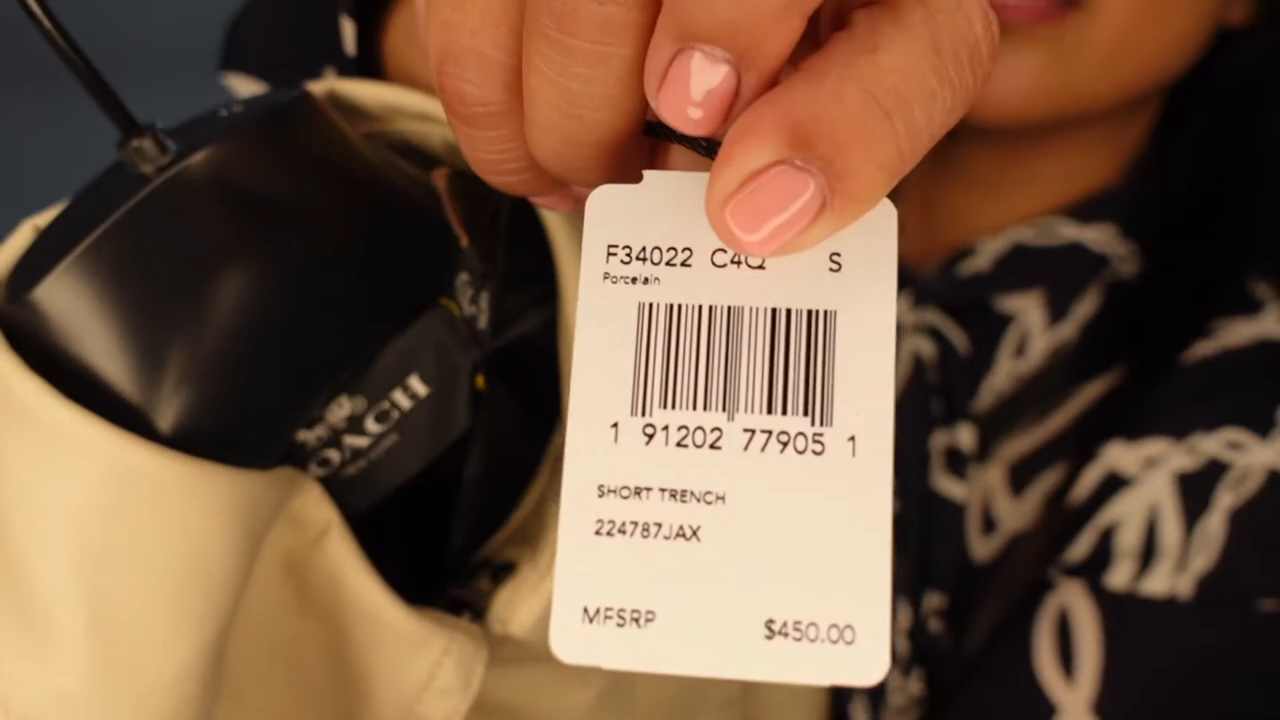 F34022 C4Q S
Porcelain
1 91202 77905 1
SHORT TRENCH
224787JAX
MFSRP $450.00
COACH